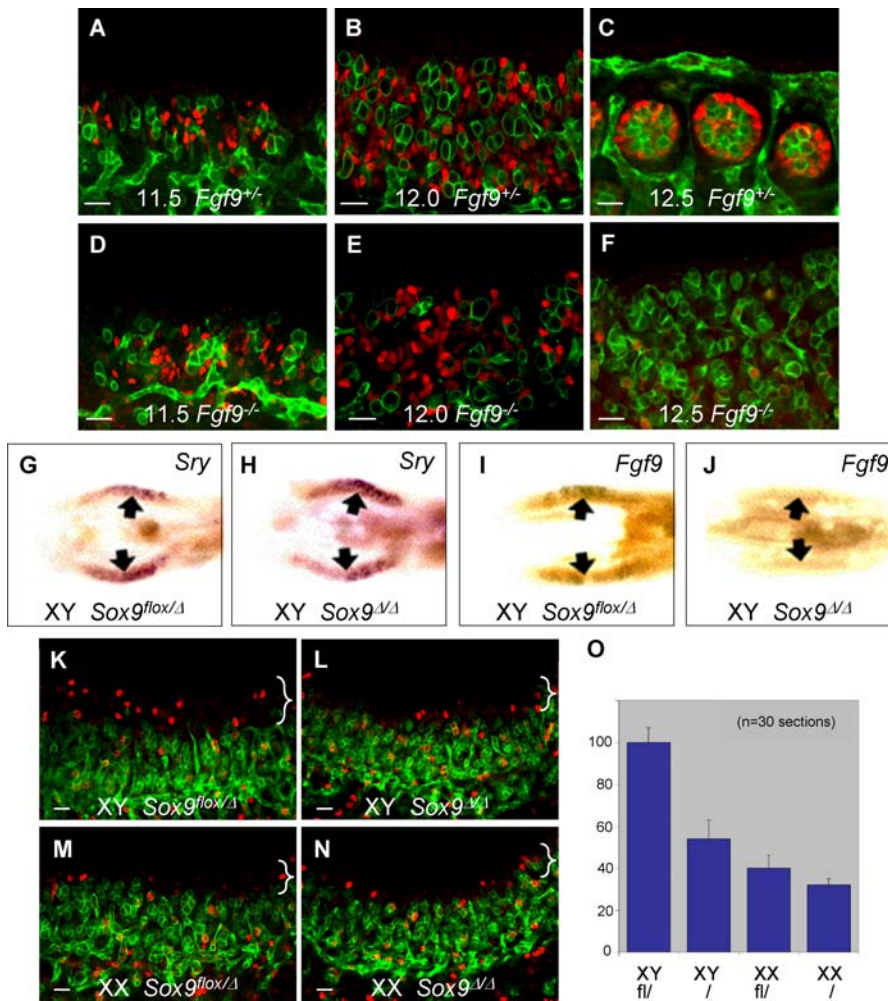 A
11.5 Fgf9+/-
B
12.0 Fgf9+/-
C
12.5 Fgf9+/-
D
11.5 Fgf9-/-
E
12.0 Fgf9-/-
F
12.5 Fgf9-/-
G
Sry
XY Sox9flox/Δ
H
Sry
XY Sox9Δ/Δ
I
Fgf9
XY Sox9flox/Δ
J
Fgf9
XY Sox9Δ/Δ
K
XY Sox9flox/Δ
L
XY Sox9Δ/Δ
M
XX Sox9flox/Δ
N
XX Sox9Δ/Δ
O
(n=30 sections)
100
80
60
40
20
0
XY XY XX XX
fl/ / fl/ /